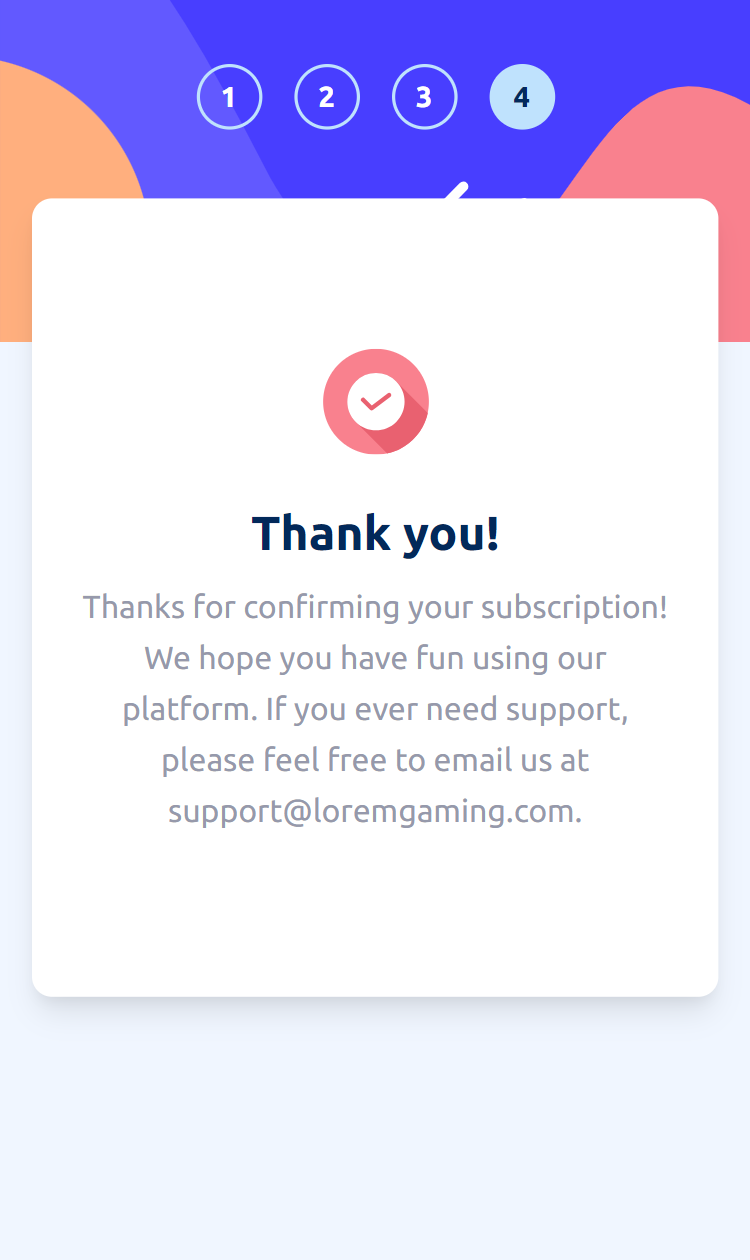 1 2 3 4
Thank you!
Thanks for confirming your subscription!
We hope you have fun using our
platform. If you ever need support,
please feel free to email us at
support@loremgaming.com.